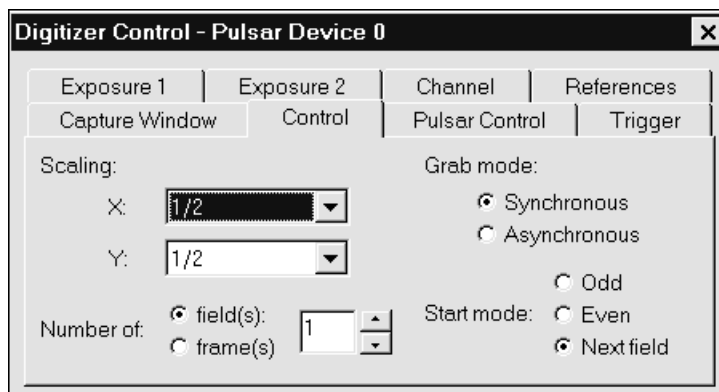 Digitizer Control - Pulsar Device 0
Exposure 1 Exposure 2 Channel References
Capture Window Control Pulsar Control Trigger
Scaling: Grab mode:
X: 1/2 Synchronous
Asynchronous
Y: 1/2
Odd
Number of: field(s): 1 Start mode: Even
frame(s) Next field